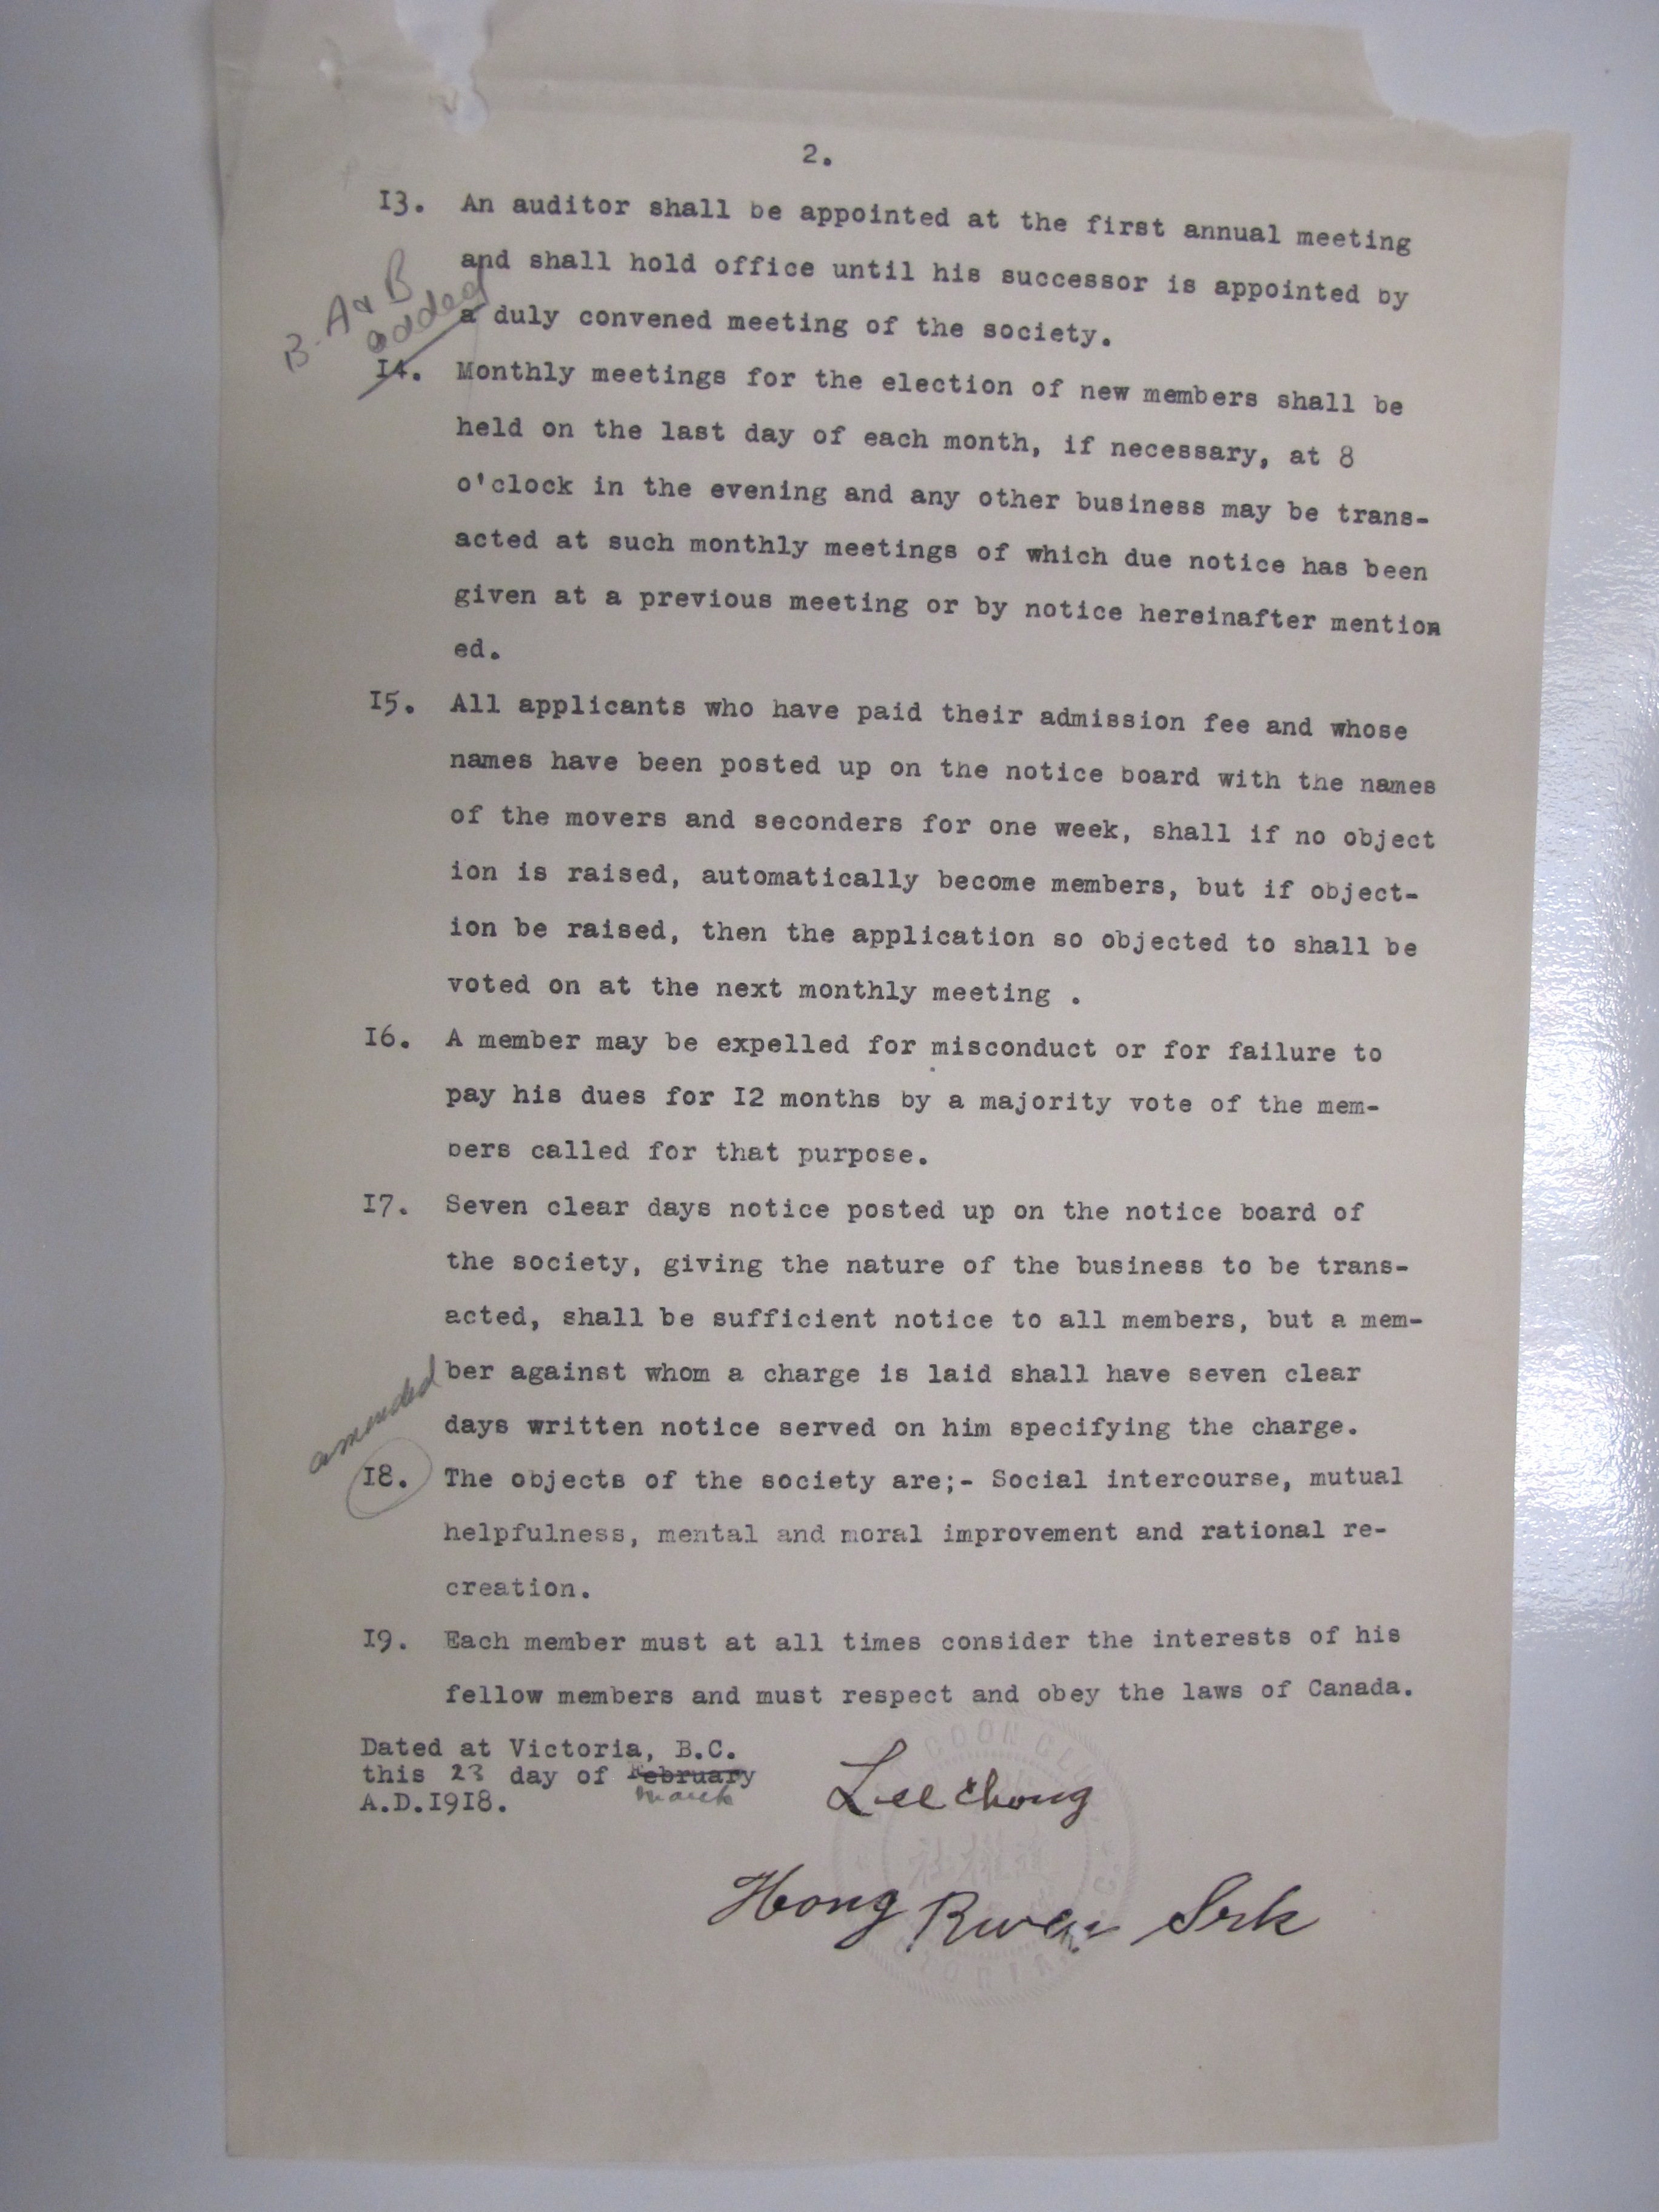 2.
I3. An auditor shall be appointed at the first annual meeting
and shall hold office until his successor is appointed by
a duly convened meeting of the society.
B. A & B
added
I4. Monthly meetings for the election of new members shall be
held on the last day of each month, if necessary, at 8
o'clock in the evening and any other business may be trans-
acted at such monthly meetings of which due notice has been
given at a previous meeting or by notice hereinafter mention
ed.
I5. All applicants who have paid their admission fee and whose
names have been posted up on the notice board with the names
of the movers and seconders for one week, shall if no object
ion is raised, automatically become members, but if object-
ion be raised, then the application so objected to shall be
voted on at the next monthly meeting .
I6. A member may be expelled for misconduct or for failure to
pay his dues for I2 months by a majority vote of the mem-
bers called for that purpose.
I7. Seven clear days notice posted up on the notice board of
the society, giving the nature of the business to be trans-
acted, shall be sufficient notice to all members, but a mem-
ber against whom a charge is laid shall have seven clear
days written notice served on him specifying the charge.
amended
I8. The objects of the society are;- Social intercourse, mutual
helpfulness, mental and moral improvement and rational re-
creation.
I9. Each member must at all times consider the interests of his
fellow members and must respect and obey the laws of Canada.
Dated at Victoria, B.C.
this 23 day of February
march
A.D.I9I8.
Lee Chong
Hong